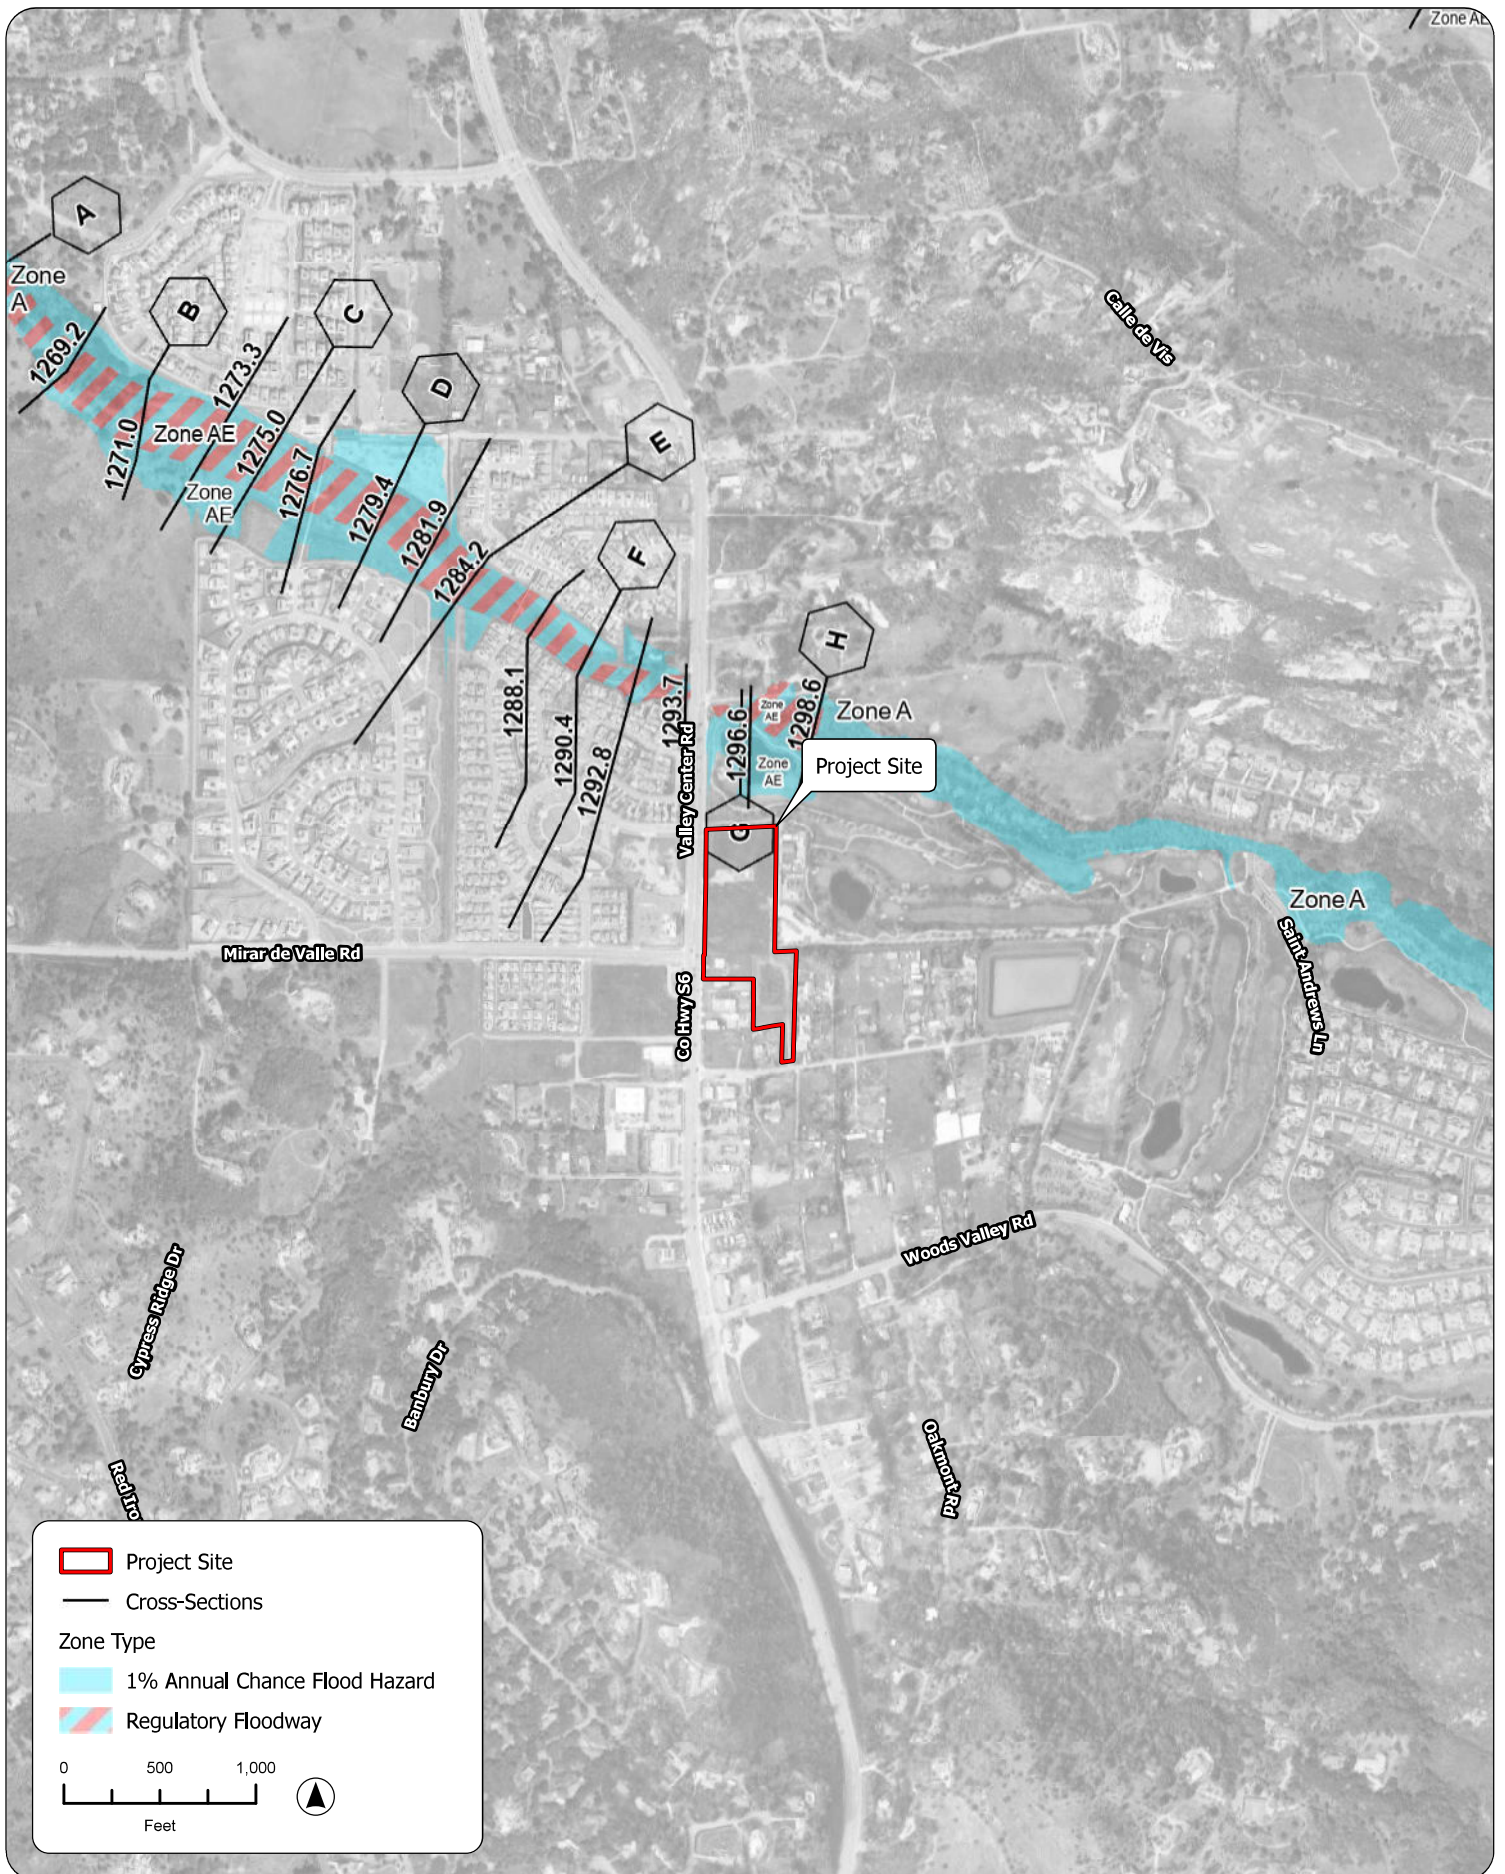 Zone AE
A
Zone
A
B
C
D
E
F
H
G
1269.2
1271.0
1273.3
1275.0
1276.7
1279.4
1281.9
1284.2
1288.1
1290.4
1292.8
1293.7
1296.6
1298.6
Zone AE
Zone
AE
Zone
AE
Zone
AE
Zone A
Zone A
Project Site
Calle de Vis
Valley Center Rd
Mirar de Valle Rd
Co Hwy S6
Saint Andrews Ln
Woods Valley Rd
Cypress Ridge Dr
Banbury Dr
Oakmont Rd
Red Iro
Project Site
Cross-Sections
Zone Type
1% Annual Chance Flood Hazard
Regulatory Floodway
0 500 1,000
Feet